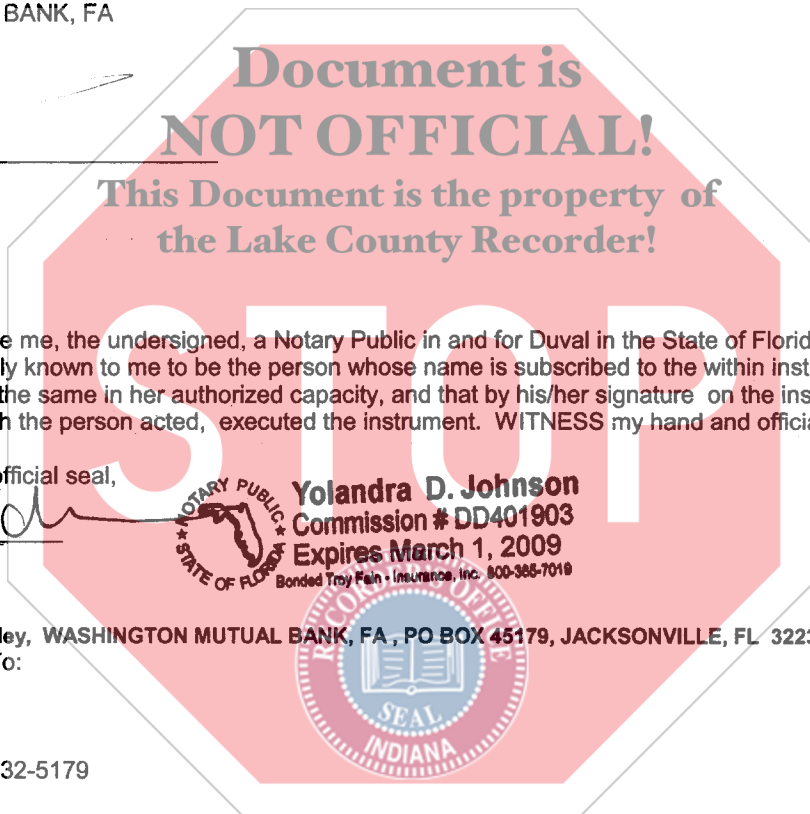 BANK, FA
Document is
NOT OFFICIAL!
This Document is the property of
the Lake County Recorder!
STOP
e me, the undersigned, a Notary Public in and for Duval in the State of Florid
ly known to me to be the person whose name is subscribed to the within inst
the same in her authorized capacity, and that by his/her signature on the ins
h the person acted, executed the instrument. WITNESS my hand and officia
official seal,
NOTARY PUBLIC
STATE OF FLORIDA
Yolandra D. Johnson
Commission # DD401903
Expires March 1, 2009
Bonded Troy Fain - Insurance, Inc. 800-385-7019
RECORDER'S OFFICE
ley, WASHINGTON MUTUAL BANK, FA , PO BOX 45179, JACKSONVILLE, FL 3223
To:
SEAL
INDIANA
32-5179